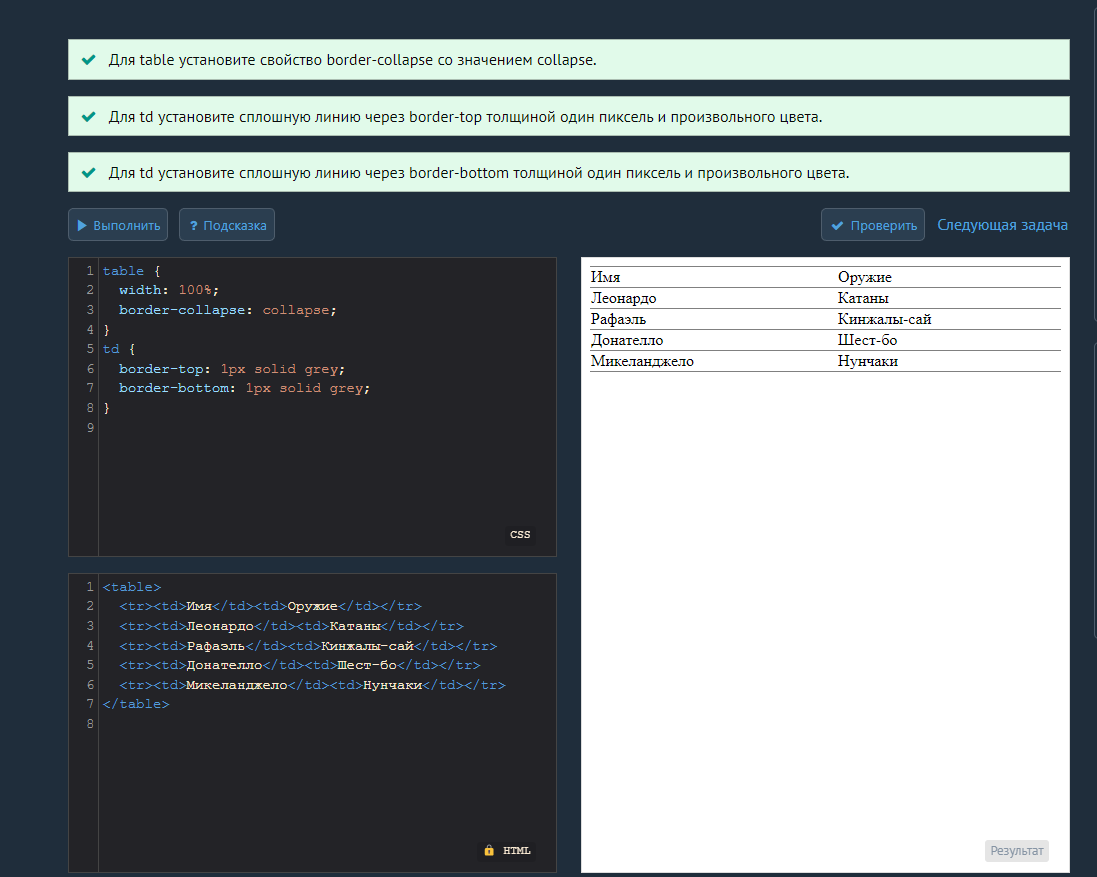 Для table установите свойство border-collapse со значением collapse.
Для td установите сплошную линию через border-top толщиной один пиксель и произвольного цвета.
Для td установите сплошную линию через border-bottom толщиной один пиксель и произвольного цвета.
Выполнить ? Подсказка Проверить Следующая задача
1 table {
2   width: 100%;
3   border-collapse: collapse;
4 }
5 td {
6   border-top: 1px solid grey;
7   border-bottom: 1px solid grey;
8 }
9
CSS
1 <table>
2   <tr><td>Имя</td><td>Оружие</td></tr>
3   <tr><td>Леонардо</td><td>Катаны</td></tr>
4   <tr><td>Рафаэль</td><td>Кинжалы-сай</td></tr>
5   <tr><td>Донателло</td><td>Шест-бо</td></tr>
6   <tr><td>Микеланджело</td><td>Нунчаки</td></tr>
7 </table>
8
HTML
Имя Оружие
Леонардо Катаны
Рафаэль Кинжалы-сай
Донателло Шест-бо
Микеланджело Нунчаки
Результат